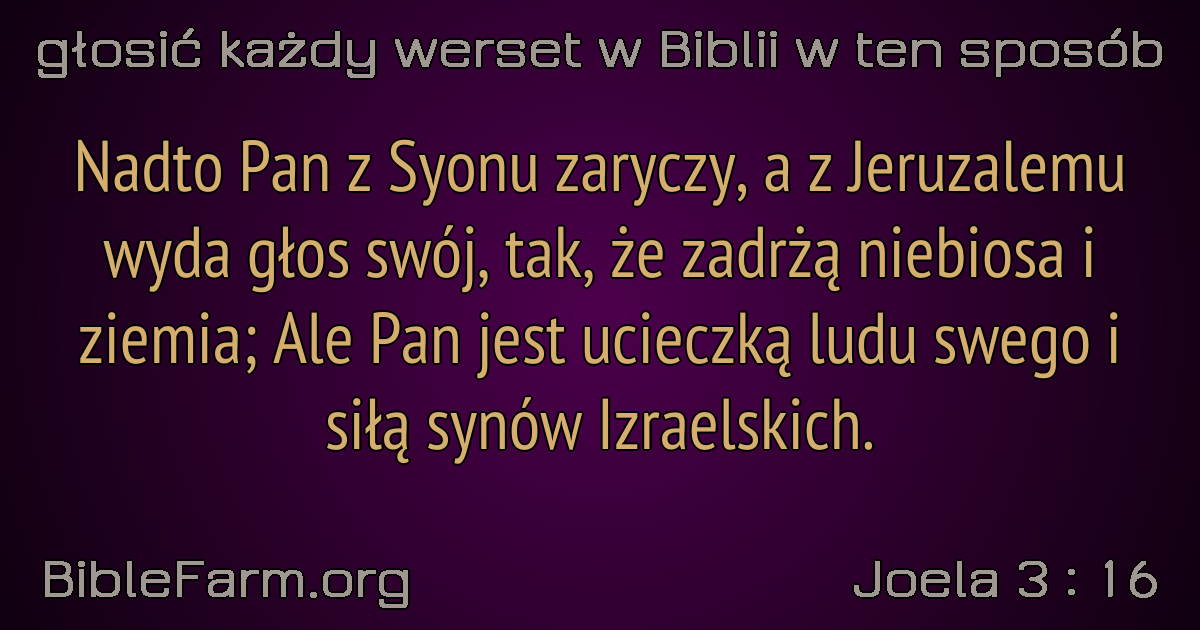 głosić każdy werset w Biblii w ten sposób
Nadto Pan z Syonu zaryczy, a z Jeruzalemu
wyda głos swój, tak, że zadrżą niebiosa i
ziemia; Ale Pan jest ucieczką ludu swego i
siłą synów Izraelskich.
BibleFarm.org
Joela 3 : 16